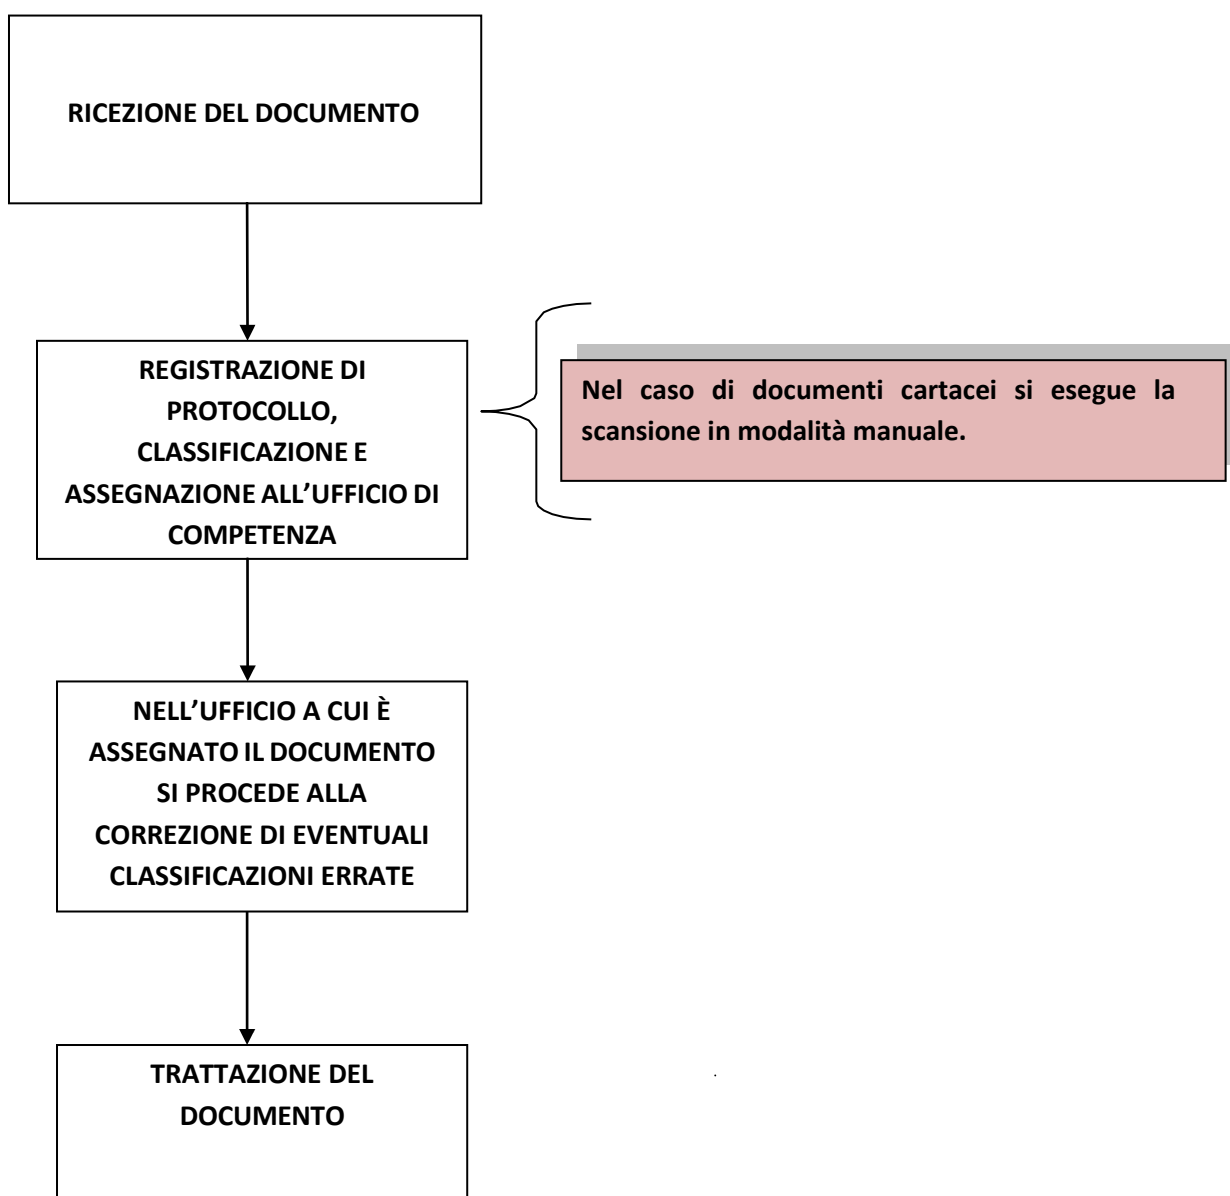 RICEZIONE DEL DOCUMENTO
REGISTRAZIONE DI
PROTOCOLLO,
CLASSIFICAZIONE E
ASSEGNAZIONE ALL’UFFICIO DI
COMPETENZA
Nel caso di documenti cartacei si esegue la
scansione in modalità manuale.
NELL’UFFICIO A CUI È
ASSEGNATO IL DOCUMENTO
SI PROCEDE ALLA
CORREZIONE DI EVENTUALI
CLASSIFICAZIONI ERRATE
TRATTAZIONE DEL
DOCUMENTO